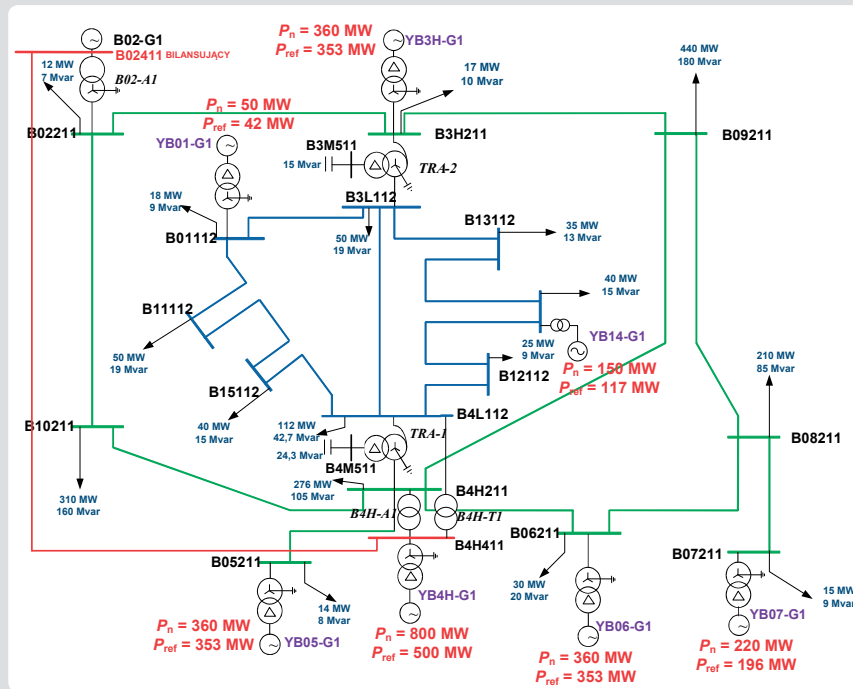 B02-G1
B02411 BILANSUJĄCY
12 MW
7 Mvar
B02-A1
B02211
Pn = 360 MW
Pref = 353 MW
YB3H-G1
17 MW
10 Mvar
B3H211
440 MW
180 Mvar
B09211
Pn = 50 MW
Pref = 42 MW
YB01-G1
B3M511
15 Mvar
TRA-2
18 MW
9 Mvar
B01112
B3L112
50 MW
19 Mvar
B13112
35 MW
13 Mvar
B11112
50 MW
19 Mvar
40 MW
15 Mvar
YB14-G1
25 MW
9 Mvar
B12112
Pn = 150 MW
Pref = 117 MW
B15112
40 MW
15 Mvar
210 MW
85 Mvar
B10211
112 MW
42,7 Mvar
TRA-1
B4L112
24,3 Mvar
B4M511
B08211
310 MW
160 Mvar
276 MW
105 Mvar
B4H211
B4H-A1
B4H-T1
B4H411
B06211
30 MW
20 Mvar
B07211
B05211
14 MW
8 Mvar
YB05-G1
Pn = 360 MW
Pref = 353 MW
YB4H-G1
Pn = 800 MW
Pref = 500 MW
YB06-G1
Pn = 360 MW
Pref = 353 MW
15 MW
9 Mvar
YB07-G1
Pn = 220 MW
Pref = 196 MW